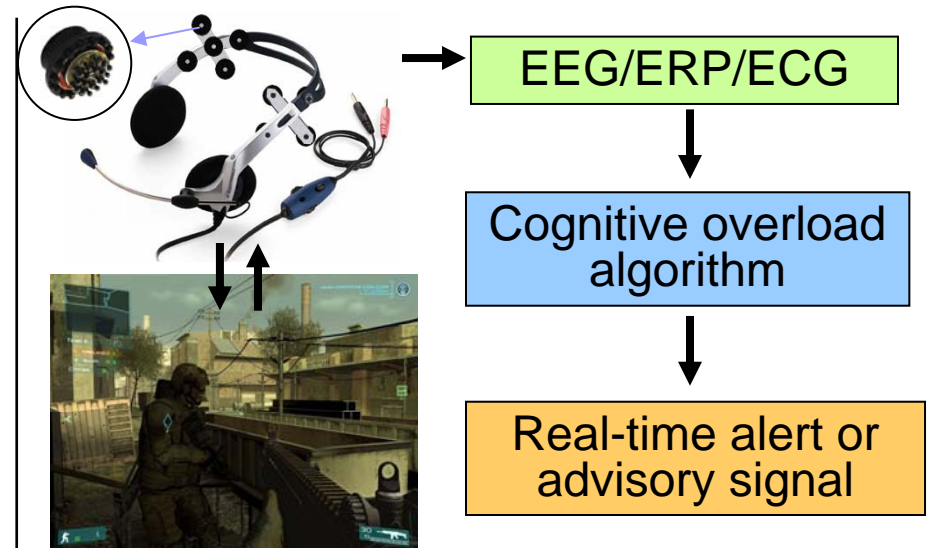 EEG/ERP/ECG
Cognitive overload
algorithm
Real-time alert or
advisory signal